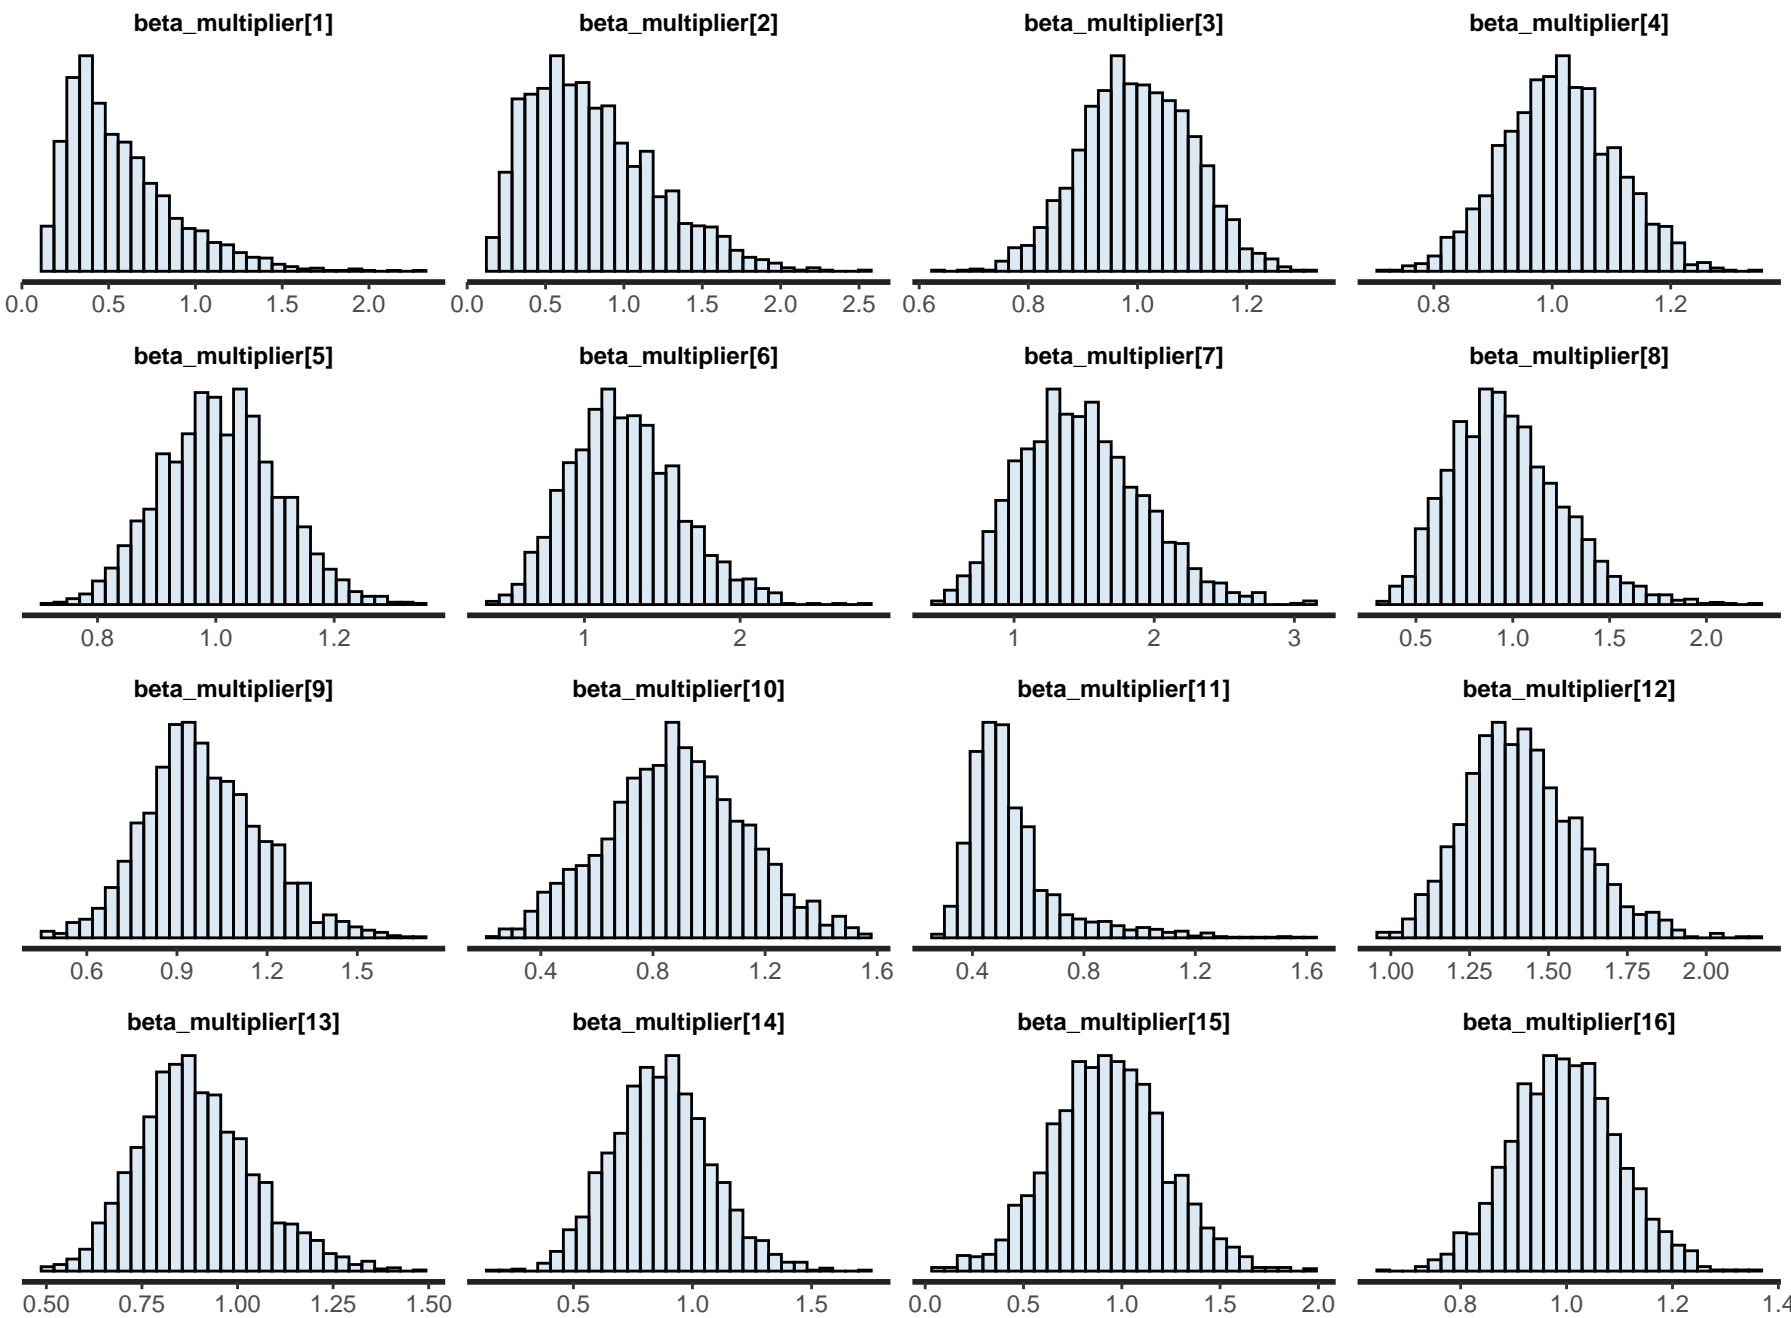 beta_multiplier[1] beta_multiplier[2] beta_multiplier[3] beta_multiplier[4]
0.0 0.5 1.0 1.5 2.0 0.0 0.5 1.0 1.5 2.0 2.5 0.6 0.8 1.0 1.2 0.8 1.0 1.2
beta_multiplier[5] beta_multiplier[6] beta_multiplier[7] beta_multiplier[8]
0.8 1.0 1.2 1 2 1 2 3 0.5 1.0 1.5 2.0
beta_multiplier[9] beta_multiplier[10] beta_multiplier[11] beta_multiplier[12]
0.6 0.9 1.2 1.5 0.4 0.8 1.2 1.6 0.4 0.8 1.2 1.6 1.00 1.25 1.50 1.75 2.00
beta_multiplier[13] beta_multiplier[14] beta_multiplier[15] beta_multiplier[16]
0.50 0.75 1.00 1.25 1.50 0.5 1.0 1.5 0.0 0.5 1.0 1.5 2.0 0.8 1.0 1.2 1.4